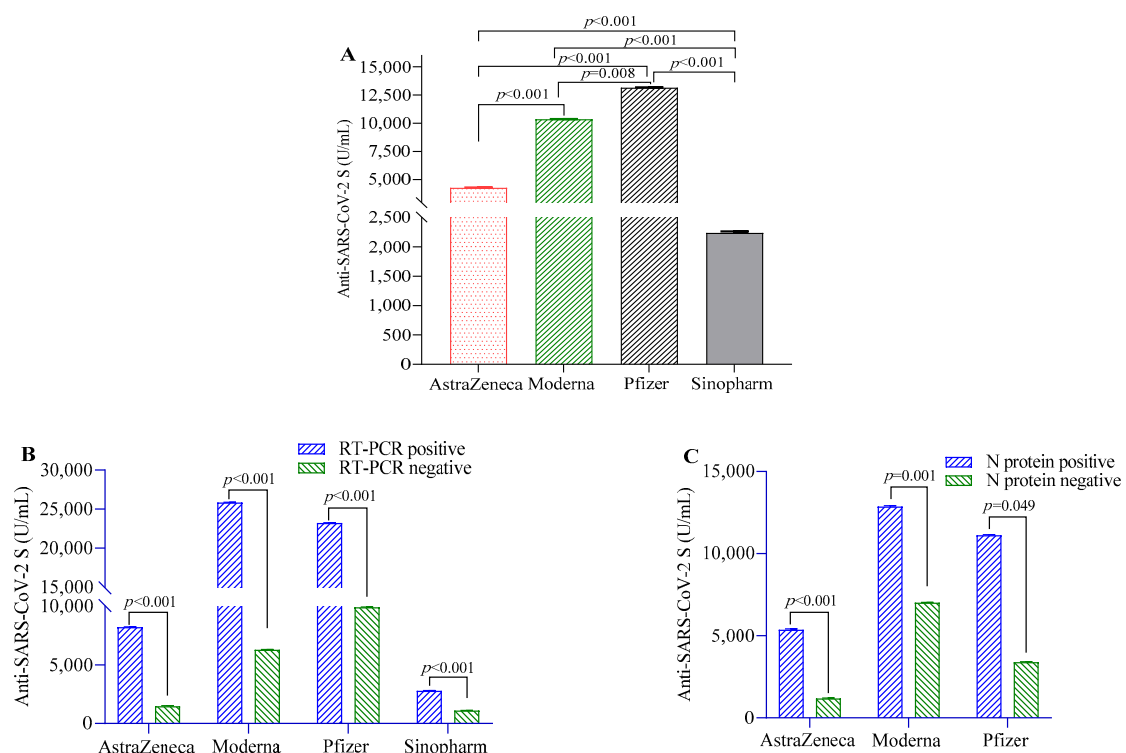 p<0.001
p<0.001
A
p<0.001
p<0.001
p=0.008
p<0.001
Anti-SARS-CoV-2 S (U/mL)
15,000
12,500
10,000
7,500
5,000
2,500
2,000
1,500
1,000
500
0
AstraZeneca Moderna Pfizer Sinopharm
B
RT-PCR positive
RT-PCR negative
Anti-SARS-CoV-2 S (U/mL)
30,000
25,000
20,000
15,000
10,000
5,000
0
p<0.001
p<0.001
p<0.001
p<0.001
AstraZeneca Moderna Pfizer Sinopharm
C
N protein positive
N protein negative
Anti-SARS-CoV-2 S (U/mL)
15,000
10,000
5,000
0
p=0.001
p=0.049
p<0.001
AstraZeneca Moderna Pfizer